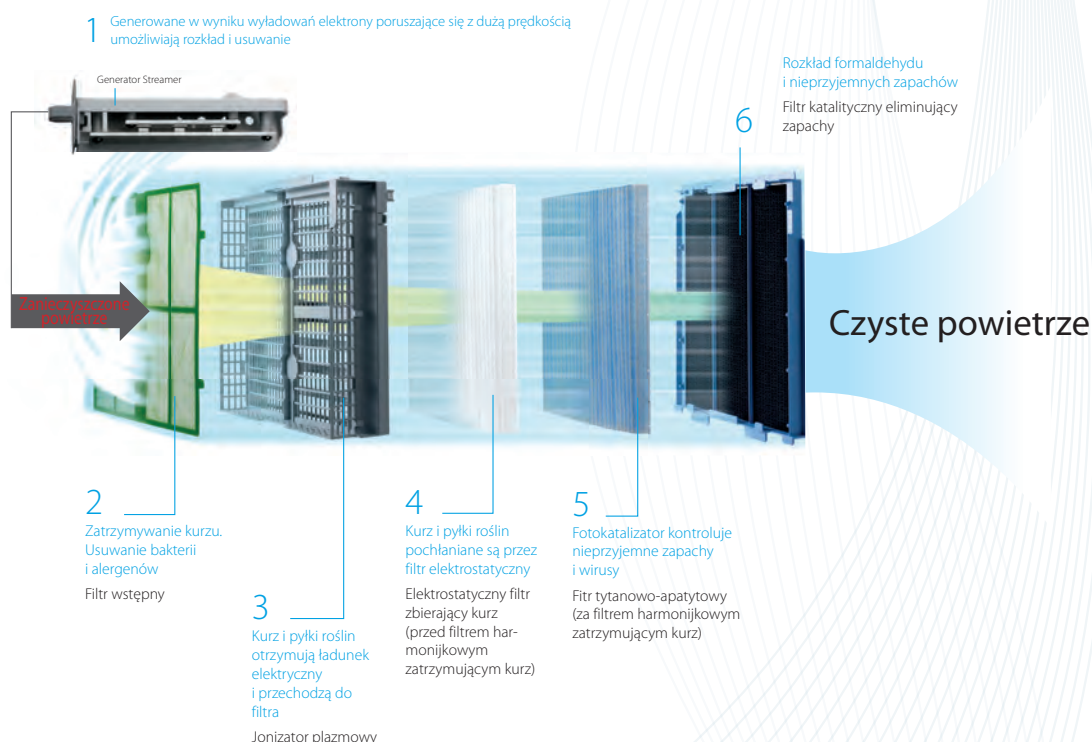 1
Generowane w wyniku wyładowań elektrony poruszające się z dużą prędkością
umożliwiają rozkład i usuwanie
Generator Streamer
Rozkład formaldehydu
i nieprzyjemnych zapachów
Filtr katalityczny eliminujący
zapachy
6
Zanieczyszczone
powietrze
Czyste powietrze
2
Zatrzymywanie kurzu.
Usuwanie bakterii
i alergenów
Filtr wstępny
3
Kurz i pyłki roślin
otrzymują ładunek
elektryczny
i przechodzą do
filtra
Jonizator plazmowy
4
Kurz i pyłki roślin
pochłaniane są przez
filtr elektrostatyczny
Elektrostatyczny filtr
zbierający kurz
(przed filtrem har-
monijkowym
zatrzymującym kurz)
5
Fotokatalizator kontroluje
nieprzyjemne zapachy
i wirusy
Fitr tytanowo-apatytowy
(za filtrem harmonijkowym
zatrzymującym kurz)